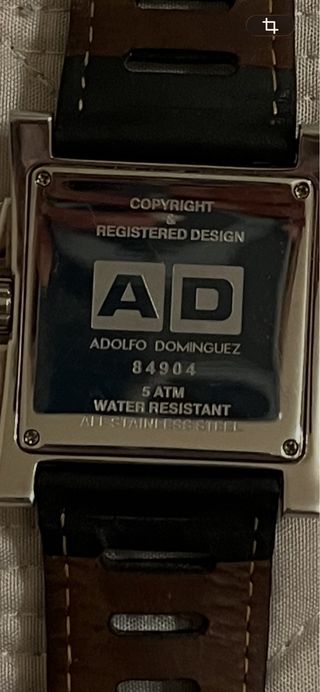 COPYRIGHT
&
REGISTERED DESIGN
AD
ADOLFO DOMINGUEZ
84904
5 ATM
WATER RESISTANT
ALL STAINLESS STEEL